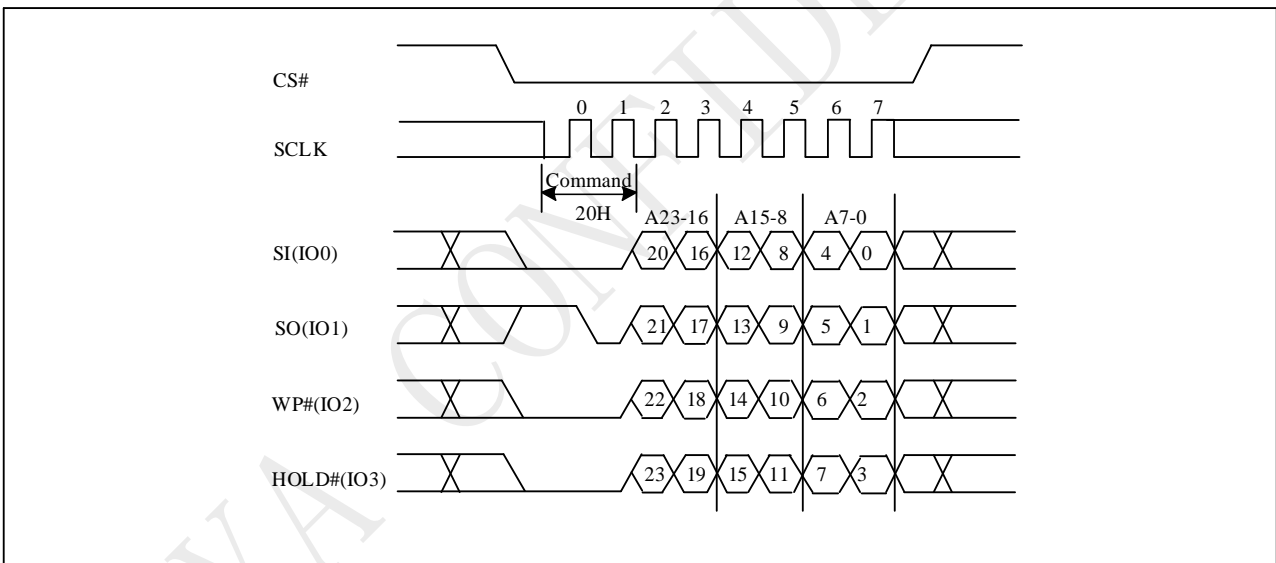 CS#
0 1 2 3 4 5 6 7
SCLK
Command
20H
A23-16 A15-8 A7-0
SI(IO0) 20 16 12 8 4 0
SO(IO1) 21 17 13 9 5 1
WP#(IO2) 22 18 14 10 6 2
HOLD#(IO3) 23 19 15 11 7 3